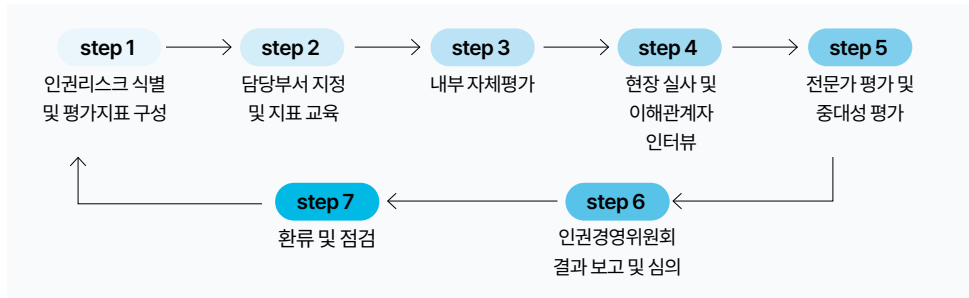 step 1
인권리스크 식별
및 평가지표 구성
step 2
담당부서 지정
및 지표 교육
step 3
내부 자체평가
step 4
현장 실사 및
이해관계자
인터뷰
step 5
전문가 평가 및
중대성 평가
step 6
인권경영위원회
결과 보고 및 심의
step 7
환류 및 점검